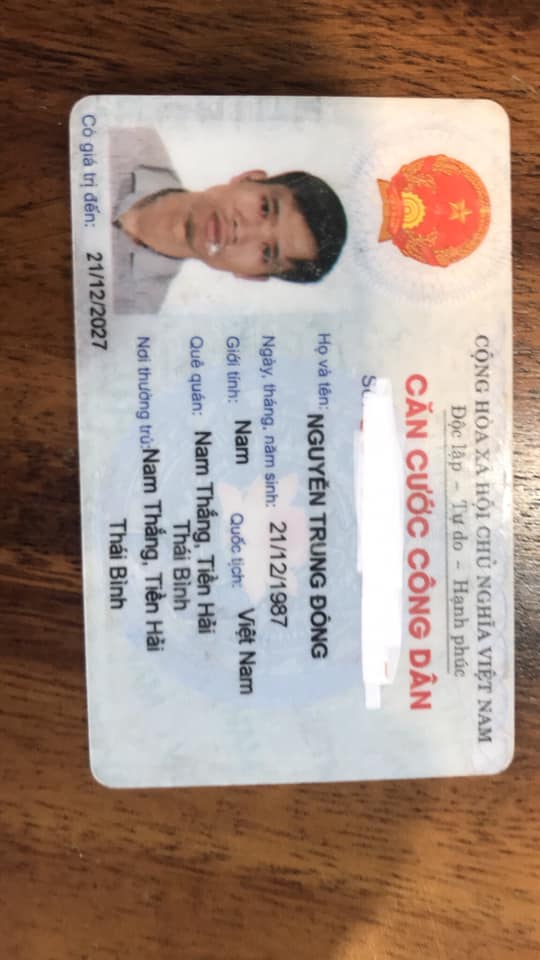 CỘNG HÒA XÃ HỘI CHỦ NGHĨA VIỆT NAM
Độc lập - Tự do - Hạnh phúc
CĂN CƯỚC CÔNG DÂN
Họ và tên: NGUYỄN TRUNG ĐÔNG
Ngày, tháng, năm sinh: 21/12/1987
Giới tính: Nam Quốc tịch: Việt Nam
Quê quán: Nam Thắng, Tiền Hải
Thái Bình
Nơi thường trú: Nam Thắng, Tiền Hải
Thái Bình
Có giá trị đến: 21/12/2027